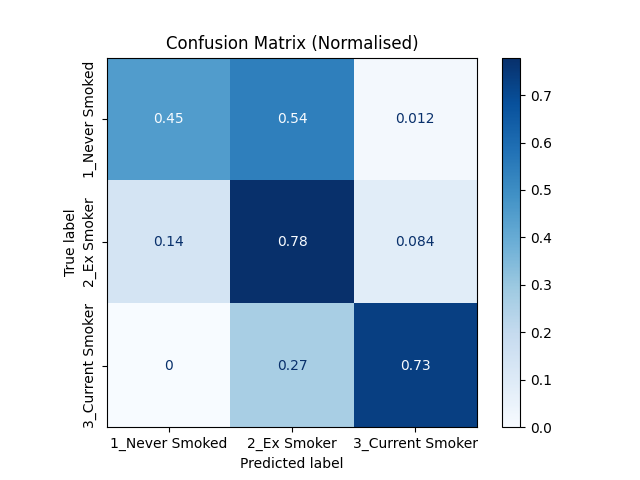 Confusion Matrix (Normalised)
True label
1_Never Smoked
2_Ex Smoker
3_Current Smoker
0.45 0.54 0.012
0.14 0.78 0.084
0 0.27 0.73
1_Never Smoked 2_Ex Smoker 3_Current Smoker
Predicted label
0.7
0.6
0.5
0.4
0.3
0.2
0.1
0.0